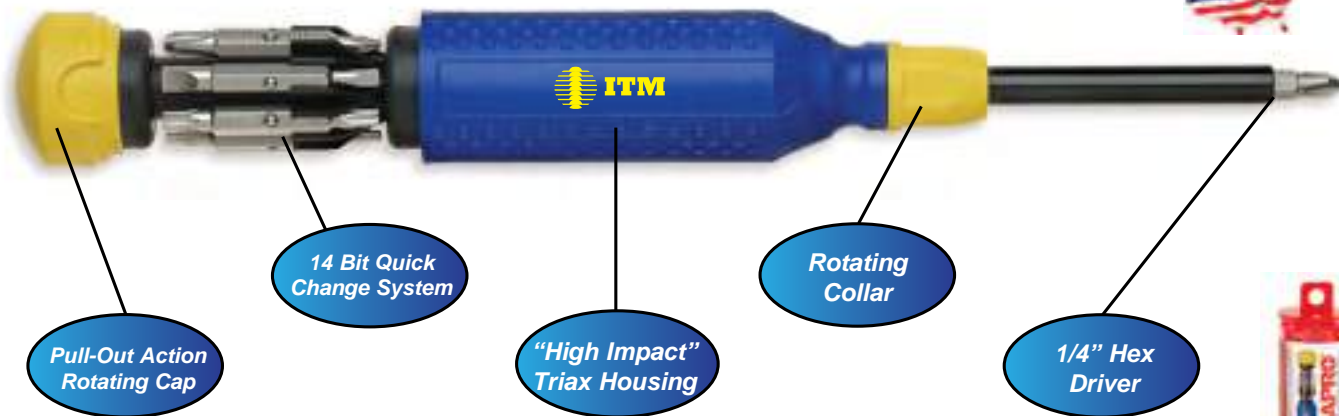 ITM
14 Bit Quick
Change System
Rotating
Collar
Pull-Out Action
Rotating Cap
“High Impact”
Triax Housing
1/4” Hex
Driver